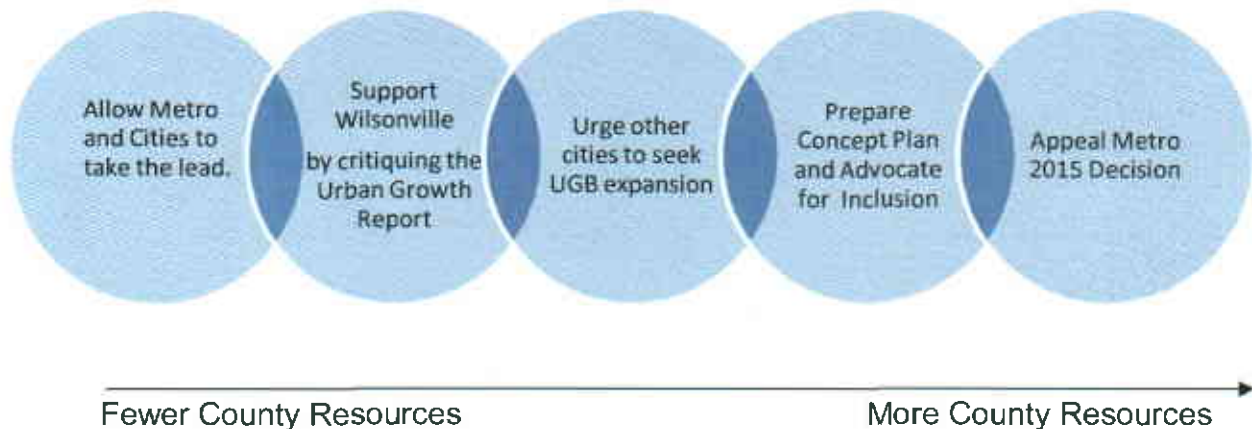 Allow Metro
and Cities to
take the lead.
Support
Wilsonville
by critiquing the
Urban Growth
Report
Urge other
cities to seek
UGB expansion
Prepare
Concept Plan
and Advocate
for Inclusion
Appeal Metro
2015 Decision
Fewer County Resources
More County Resources